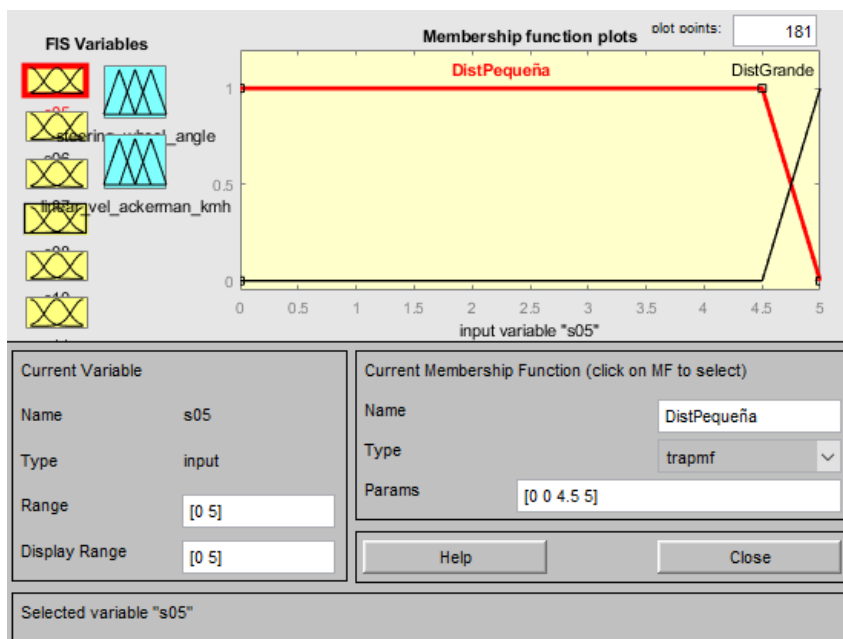 FIS Variables
Membership function plots
plot points:
181
DistPequeña
DistGrande
steering_wheel_angle
linear_vel_ackerman_kmh
1
0.5
0
0 0.5 1 1.5 2 2.5 3 3.5 4 4.5 5
input variable "s05"
Current Variable
Name s05
Type input
Range [0 5]
Display Range [0 5]
Current Membership Function (click on MF to select)
Name DistPequeña
Type trapmf
Params [0 0 4.5 5]
Help Close
Selected variable "s05"